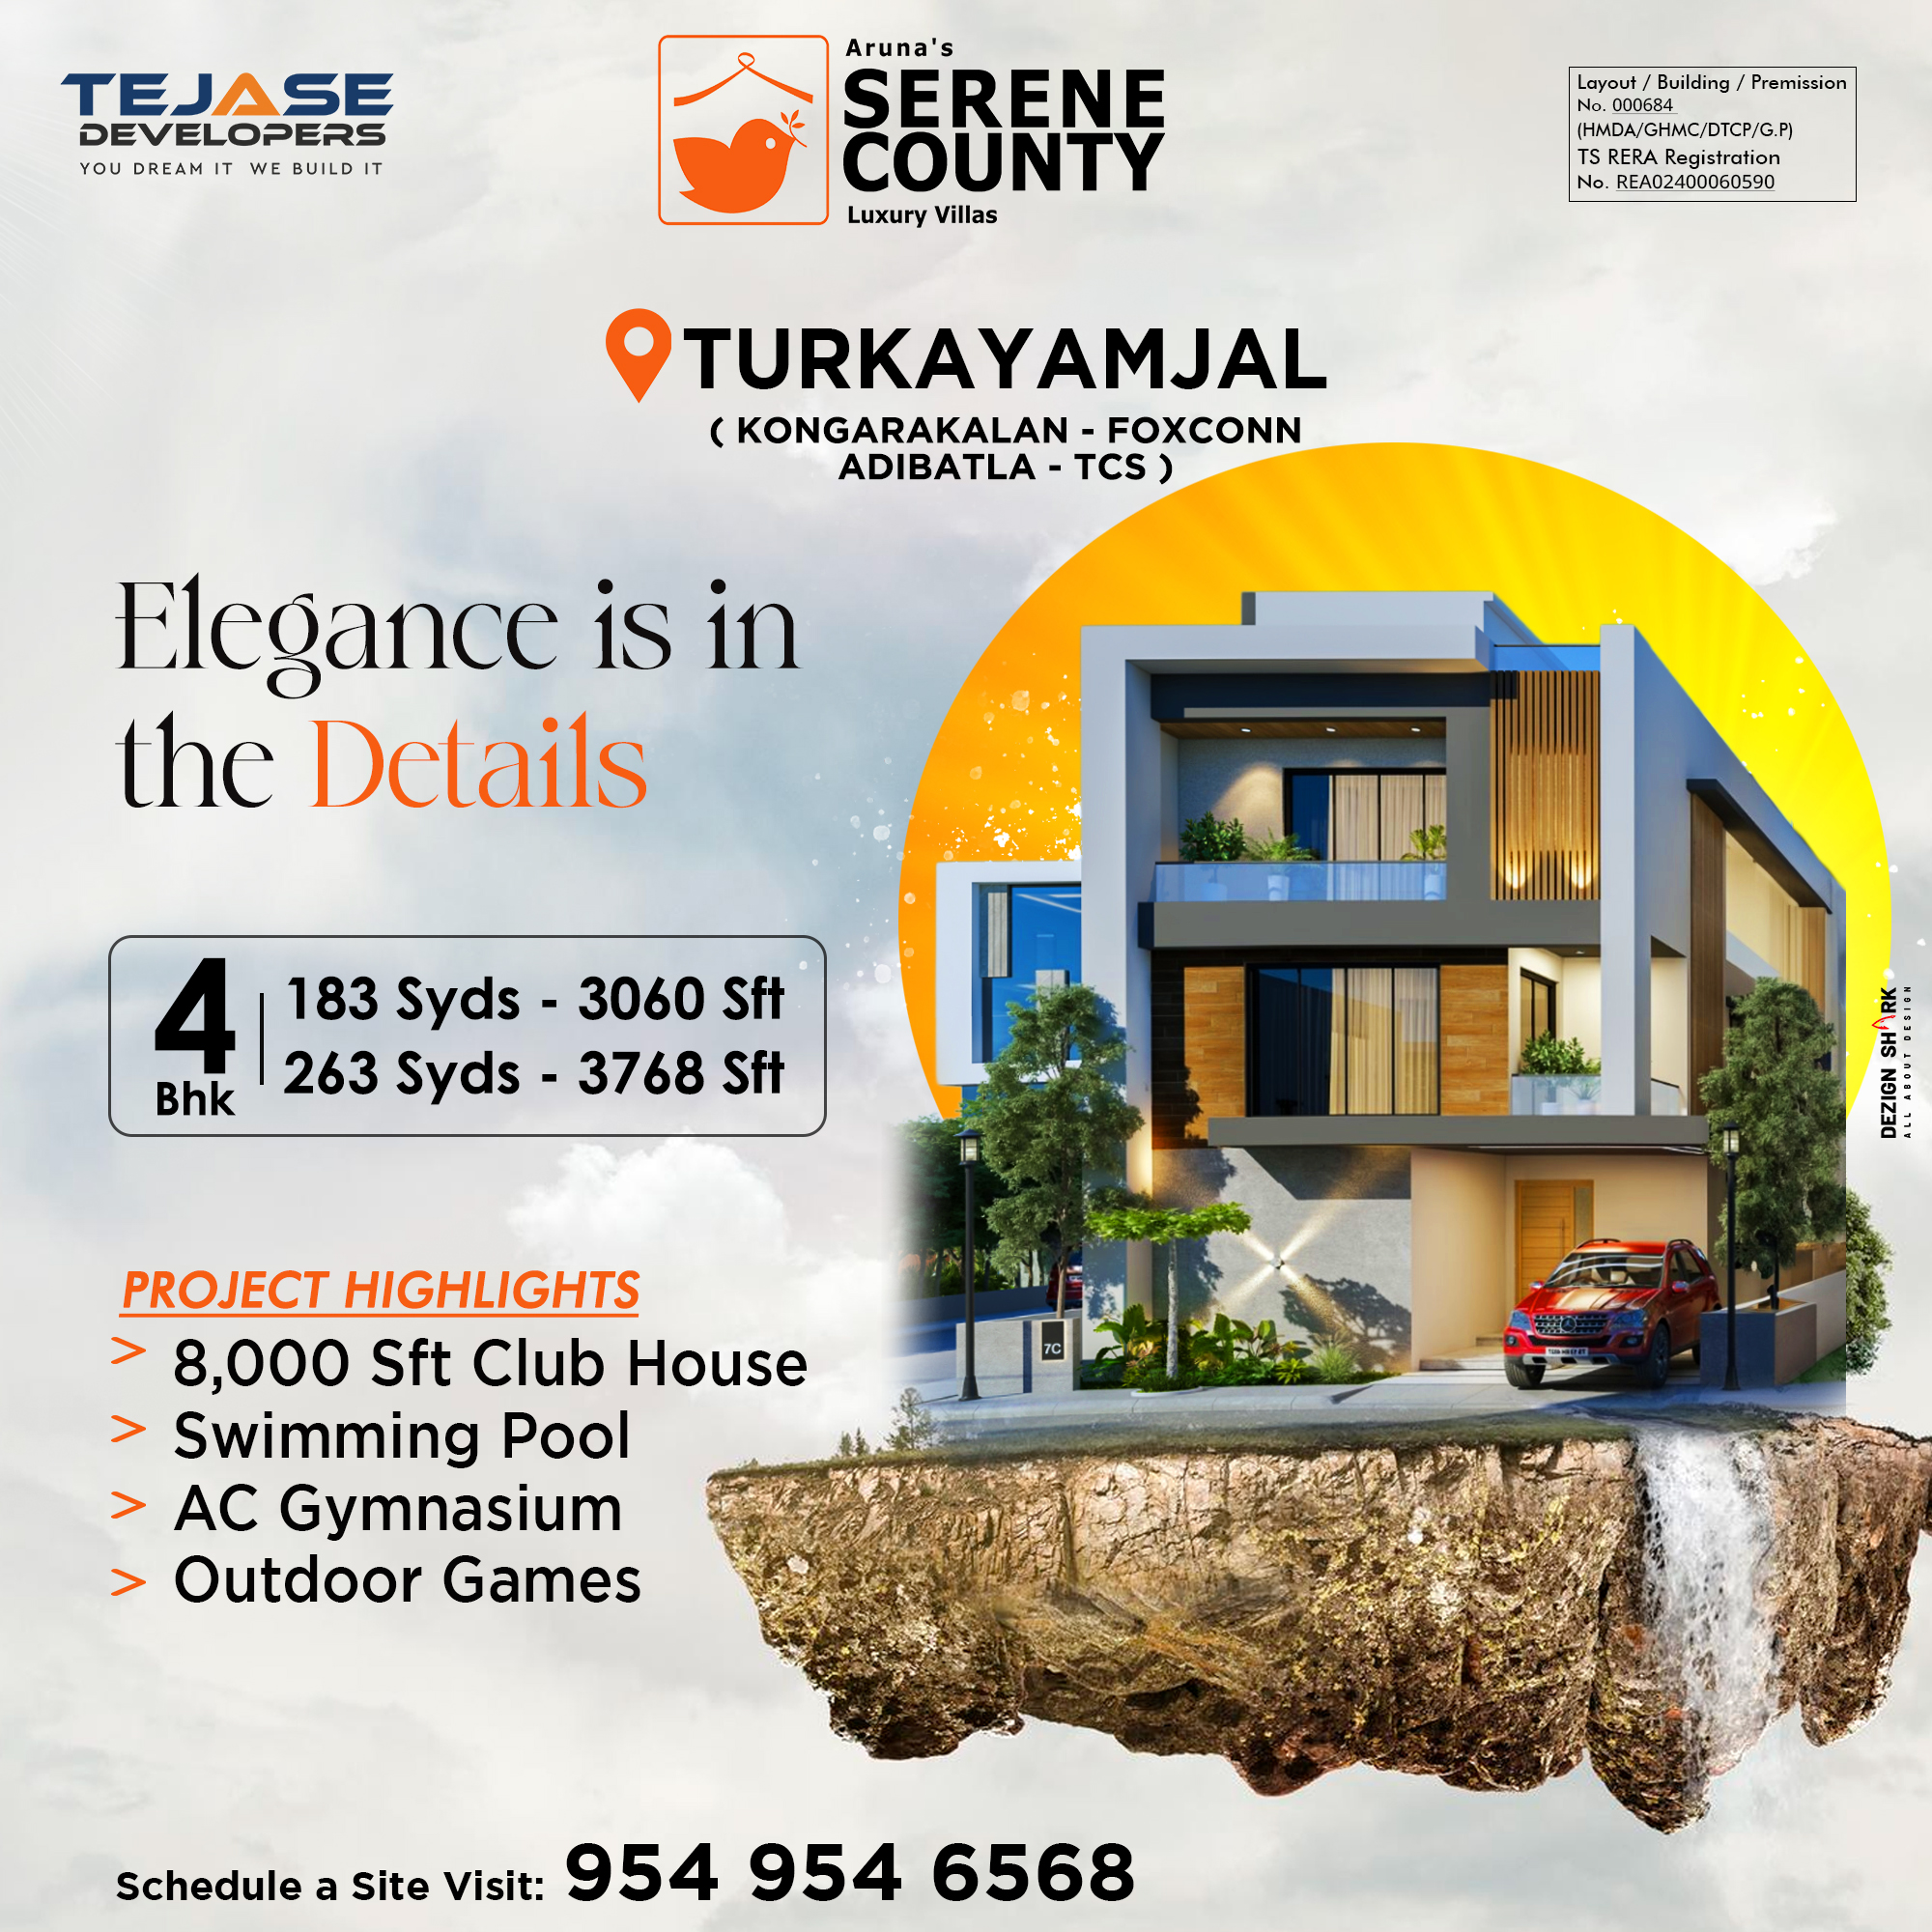 TEJASE
DEVELOPERS
YOU DREAM IT WE BUILD IT
Aruna's
SERENE
COUNTY
Luxury Villas
Layout / Building / Premission
No. 000684
(HMDA/GHMC/DTCP/G.P)
TS RERA Registration
No. REA02400060590
TURKAYAMJAL
( KONGARAKALAN - FOXCONN
ADIBATLA - TCS )
Elegance is in
the Details
4
Bhk
183 Syds - 3060 Sft
263 Syds - 3768 Sft
7C
DEZIGN SHARK
ALL ABOUT DESIGN
PROJECT HIGHLIGHTS
> 8,000 Sft Club House
> Swimming Pool
> AC Gymnasium
> Outdoor Games
Schedule a Site Visit: 954 954 6568